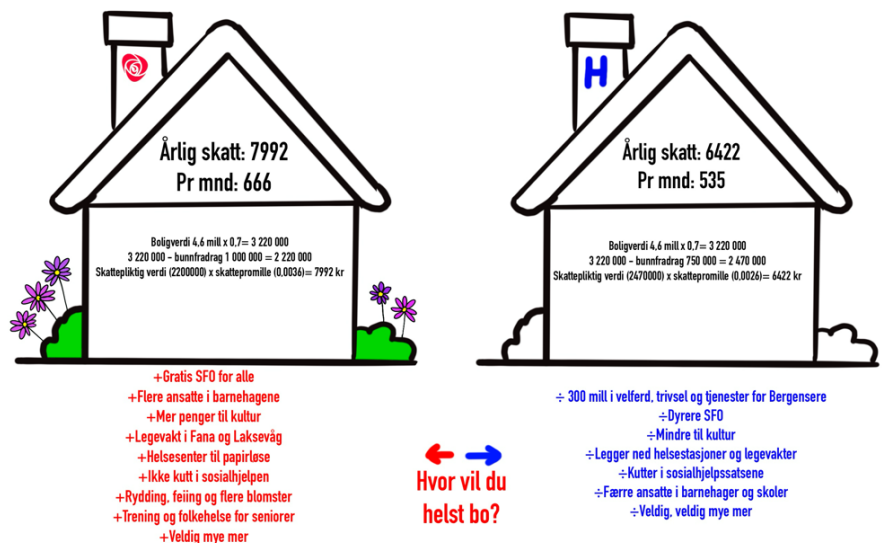 H
Årlig skatt: 7992
Pr mnd: 666
Boligverdi 4,6 mill x 0,7= 3 220 000
3 220 000 - bunnfradrag 1 000 000 = 2 220 000
Skattepliktig verdi (2200000) x skattepromille (0,0036)= 7992 kr
+Gratis SFO for alle
+Flere ansatte i barnehagene
+Mer penger til kultur
+Legevakt i Fana og Laksevåg
+Helsesenter til papirløse
+Ikke kutt i sosialhjelpen
+Rydding, feiing og flere blomster
+Trening og folkehelse for seniorer
+Veldig mye mer
Årlig skatt: 6422
Pr mnd: 535
Boligverdi 4,6 mill x 0,7= 3 220 000
3 220 000 - bunnfradrag 750 000 = 2 470 000
Skattepliktig verdi (2470000) x skattepromille (0,0026)= 6422 kr
÷ 300 mill i velferd, trivsel og tjenester for Bergensere
÷Dyrere SFO
÷Mindre til kultur
÷Legger ned helsestasjoner og legevakter
÷Kutter i sosialhjelpssatsene
÷Færre ansatte i barnehager og skoler
÷Veldig, veldig mye mer
Hvor vil du
helst bo?